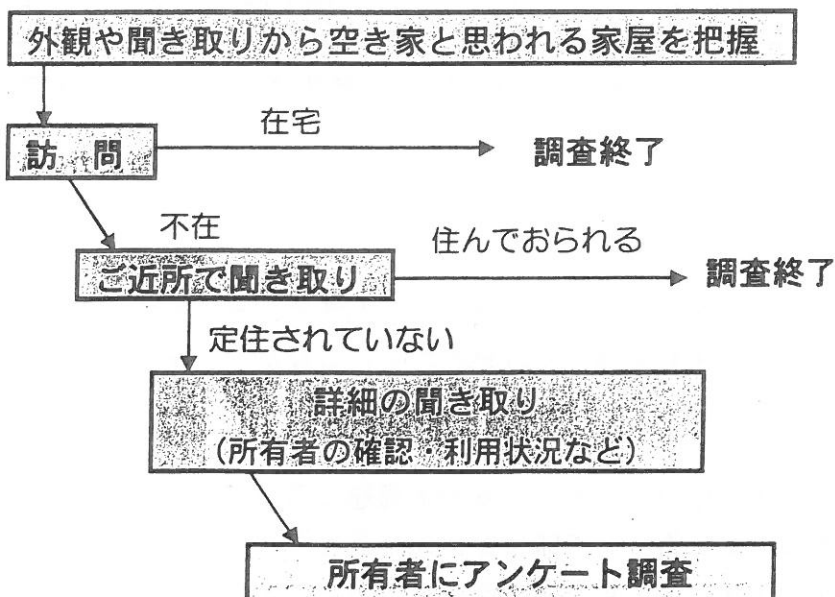 外観や聞き取りから空き家と思われる家屋を把握
在宅
訪 問
調査終了
不在
住んでおられる
ご近所で聞き取り
調査終了
定住されていない
詳細の聞き取り
(所有者の確認・利用状況など)
所有者にアンケート調査